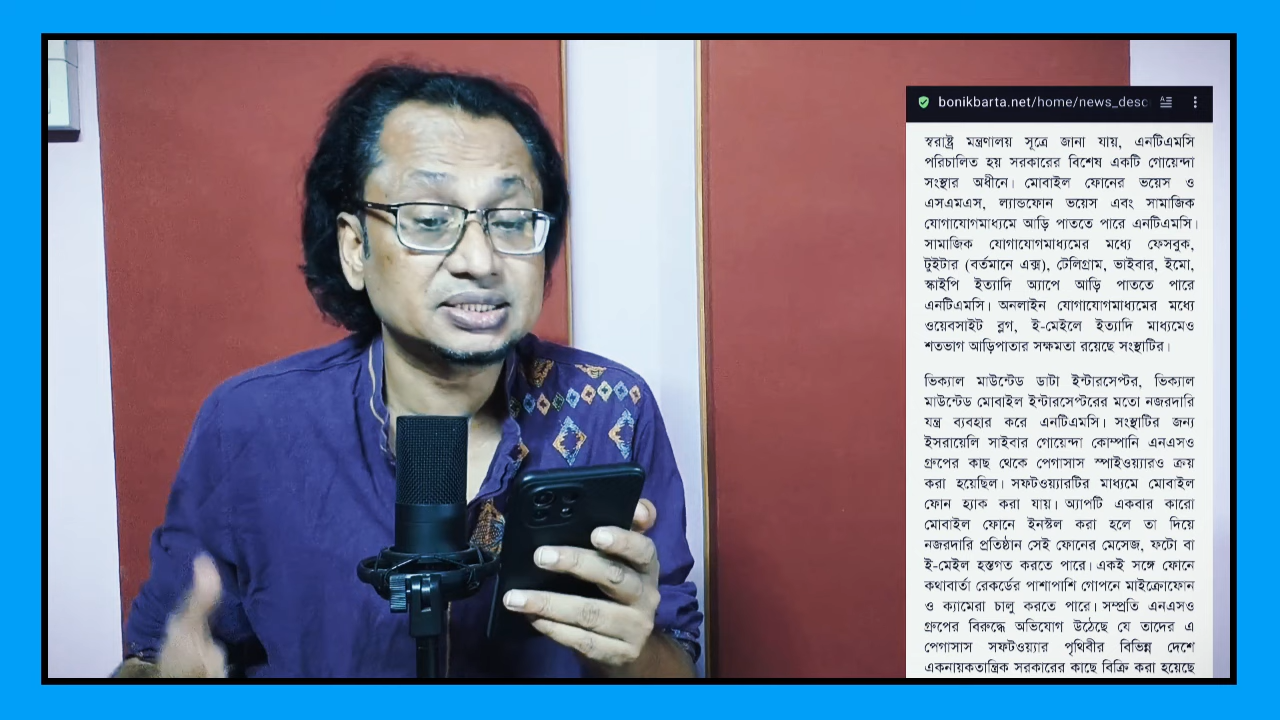 bonikbarta.net/home/news_desc
স্বরাষ্ট্র মন্ত্রণালয় সূত্রে জানা যায়, এনটিএমসি
পরিচালিত হয় সরকারের বিশেষ একটি গোয়েন্দা
সংস্থার অধীনে। মোবাইল ফোনের ভয়েস ও
এসএমএস, ল্যান্ডফোন ভয়েস এবং সামাজিক
যোগাযোগমাধ্যমে আড়ি পাততে পারে এনটিএমসি।
সামাজিক যোগাযোগমাধ্যমের মধ্যে ফেসবুক,
টুইটার (বর্তমানে এক্স), টেলিগ্রাম, ভাইবার, ইমো,
স্কাইপি ইত্যাদি অ্যাপে আড়ি পাততে পারে
এনটিএমসি। অনলাইন যোগাযোগমাধ্যমের মধ্যে
ওয়েবসাইট ব্লগ, ই-মেইলে ইত্যাদি মাধ্যমেও
শতভাগ আড়িপাতার সক্ষমতা রয়েছে সংস্থাটির।
ভিক্যাল মাউন্টেড ডাটা ইন্টারসেপ্টর, ভিক্যাল
মাউন্টেড মোবাইল ইন্টারসেপ্টরের মতো নজরদারি
যন্ত্র ব্যবহার করে এনটিএমসি। সংস্থাটির জন্য
ইসরায়েলি সাইবার গোয়েন্দা কোম্পানি এনএসও
গ্রুপের কাছ থেকে পেগাসাস স্পাইওয়্যারও ক্রয়
করা হয়েছিল। সফটওয়্যারটির মাধ্যমে মোবাইল
ফোন হ্যাক করা যায়। অ্যাপটি একবার কারো
মোবাইল ফোনে ইনস্টল করা হলে তা দিয়ে
নজরদারি প্রতিষ্ঠান সেই ফোনের মেসেজ, ফটো বা
ই-মেইল হস্তগত করতে পারে। একই সঙ্গে ফোনে
কথাবার্তা রেকর্ডের পাশাপাশি গোপনে মাইক্রোফোন
ও ক্যামেরা চালু করতে পারে। সম্প্রতি এনএসও
গ্রুপের বিরুদ্ধে অভিযোগ উঠেছে যে তাদের এ
পেগাসাস সফটওয়্যার পৃথিবীর বিভিন্ন দেশে
একনায়কতান্ত্রিক সরকারের কাছে বিক্রি করা হয়েছে